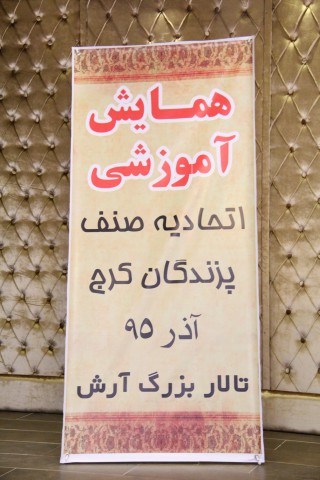 همایش
آموزشی
اتحادیه صنف
پزندگان کرج
آذر ۹۵
تالار بزرگ آرش